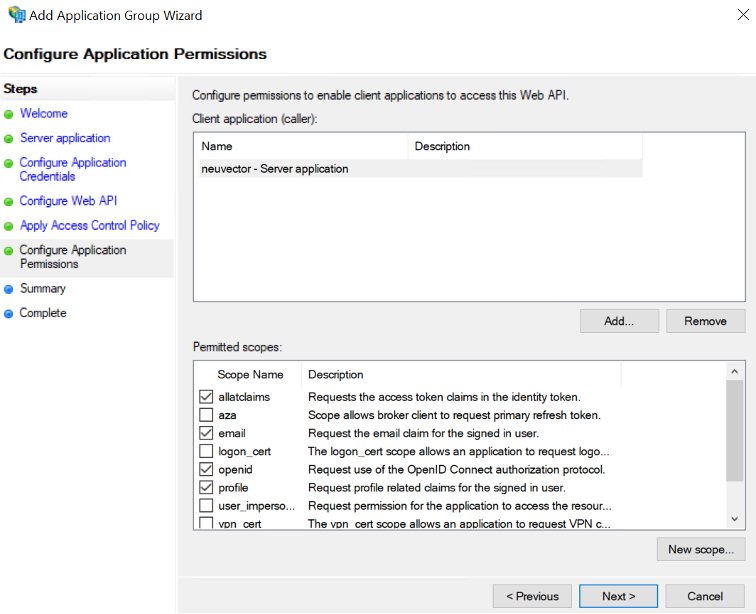 Add Application Group Wizard
Configure Application Permissions
Steps
Welcome
Server application
Configure Application
Credentials
Configure Web API
Apply Access Control Policy
Configure Application
Permissions
Summary
Complete
Configure permissions to enable client applications to access this Web API.
Client application (caller):
Name Description
neuvector - Server application
Add... Remove
Permitted scopes:
Scope Name Description
allatclaims Requests the access token claims in the identity token.
aza Scope allows broker client to request primary refresh token.
email Request the email claim for the signed in user.
logon_cert The logon_cert scope allows an application to request logo...
openid Request use of the OpenID Connect authorization protocol.
profile Request profile related claims for the signed in user.
user_imperso... Request permission for the application to access the resour...
vpn_cert The vpn_cert scope allows an application to request VPN c...
New scope...
< Previous Next > Cancel